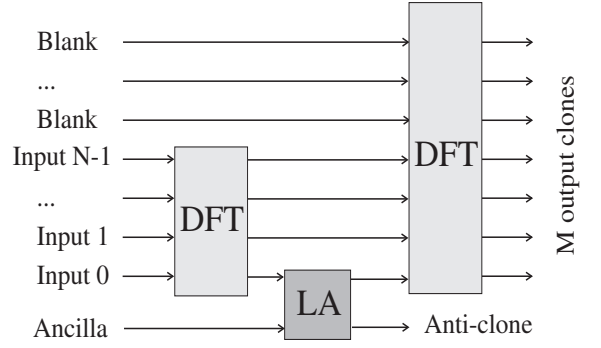 Blank
...
Blank
Input N-1
...
Input 1
Input 0
Ancilla
DFT
LA
DFT
Anti-clone
M output clones